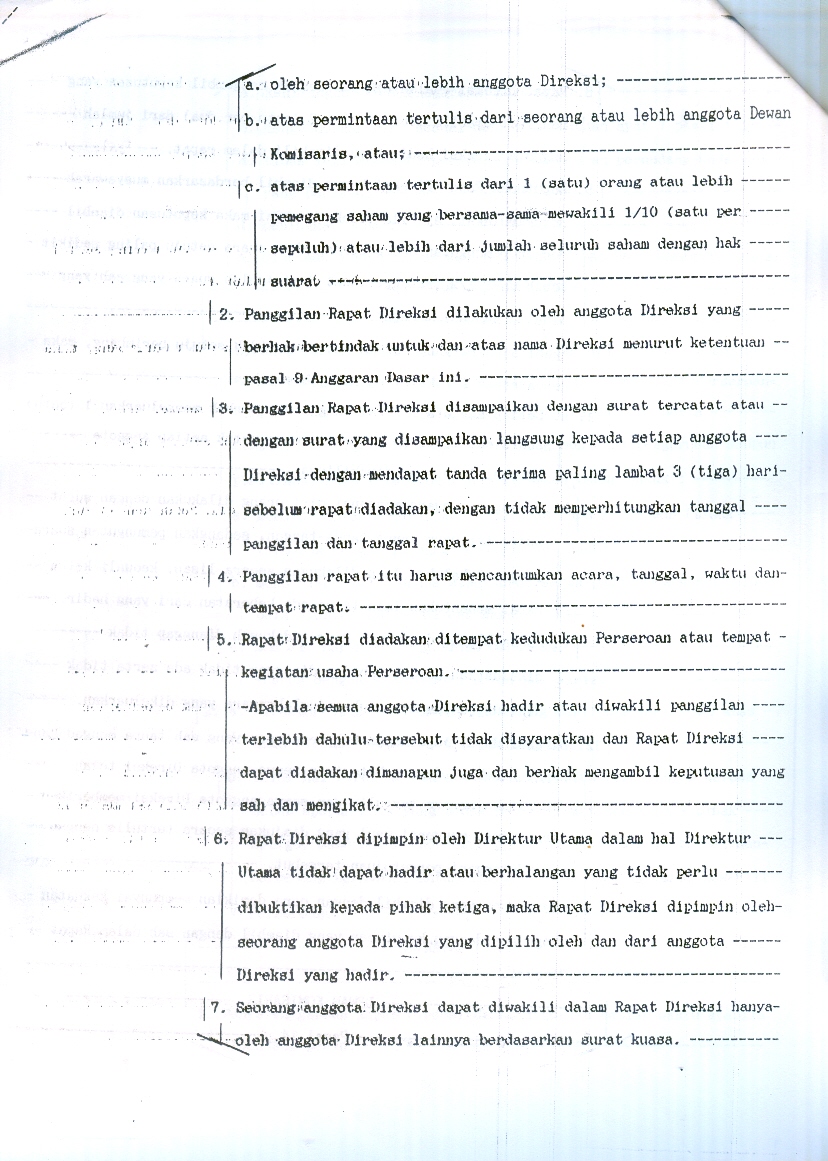 a. oleh seorang atau lebih anggota Direksi; ---------------------
b. atas permintaan tertulis dari seorang atau lebih anggota Dewan
Komisaris, atau; ----------------------------------------------
c. atas permintaan tertulis dari 1 (satu) orang atau lebih ------
pemegang saham yang bersama-sama mewakili 1/10 (satu per -----
sepuluh) atau lebih dari jumlah seluruh saham dengan hak -----
suara. --------------------------------------------------------
2. Panggilan Rapat Direksi dilakukan oleh anggota Direksi yang -----
berhak bertindak untuk dan atas nama Direksi menurut ketentuan --
pasal 9 Anggaran Dasar ini. -------------------------------------
3. Panggilan Rapat Direksi disampaikan dengan surat tercatat atau --
dengan surat yang disampaikan langsung kepada setiap anggota ----
Direksi dengan mendapat tanda terima paling lambat 3 (tiga) hari-
sebelum rapat diadakan, dengan tidak memperhitungkan tanggal ----
panggilan dan tanggal rapat. ------------------------------------
4. Panggilan rapat itu harus mencantumkan acara, tanggal, waktu dan-
tempat rapat. ---------------------------------------------------
5. Rapat Direksi diadakan ditempat kedudukan Perseroan atau tempat -
kegiatan usaha Perseroan. ---------------------------------------
-Apabila semua anggota Direksi hadir atau diwakili panggilan ----
terlebih dahulu tersebut tidak disyaratkan dan Rapat Direksi ----
dapat diadakan dimanapun juga dan berhak mengambil keputusan yang
sah dan mengikat. -----------------------------------------------
6. Rapat Direksi dipimpin oleh Direktur Utama dalam hal Direktur ---
Utama tidak dapat hadir atau berhalangan yang tidak perlu -------
dibuktikan kepada pihak ketiga, maka Rapat Direksi dipimpin oleh-
seorang anggota Direksi yang dipilih oleh dan dari anggota ------
Direksi yang hadir. ---------------------------------------------
7. Seorang anggota Direksi dapat diwakili dalam Rapat Direksi hanya-
oleh anggota Direksi lainnya berdasarkan surat kuasa. -----------